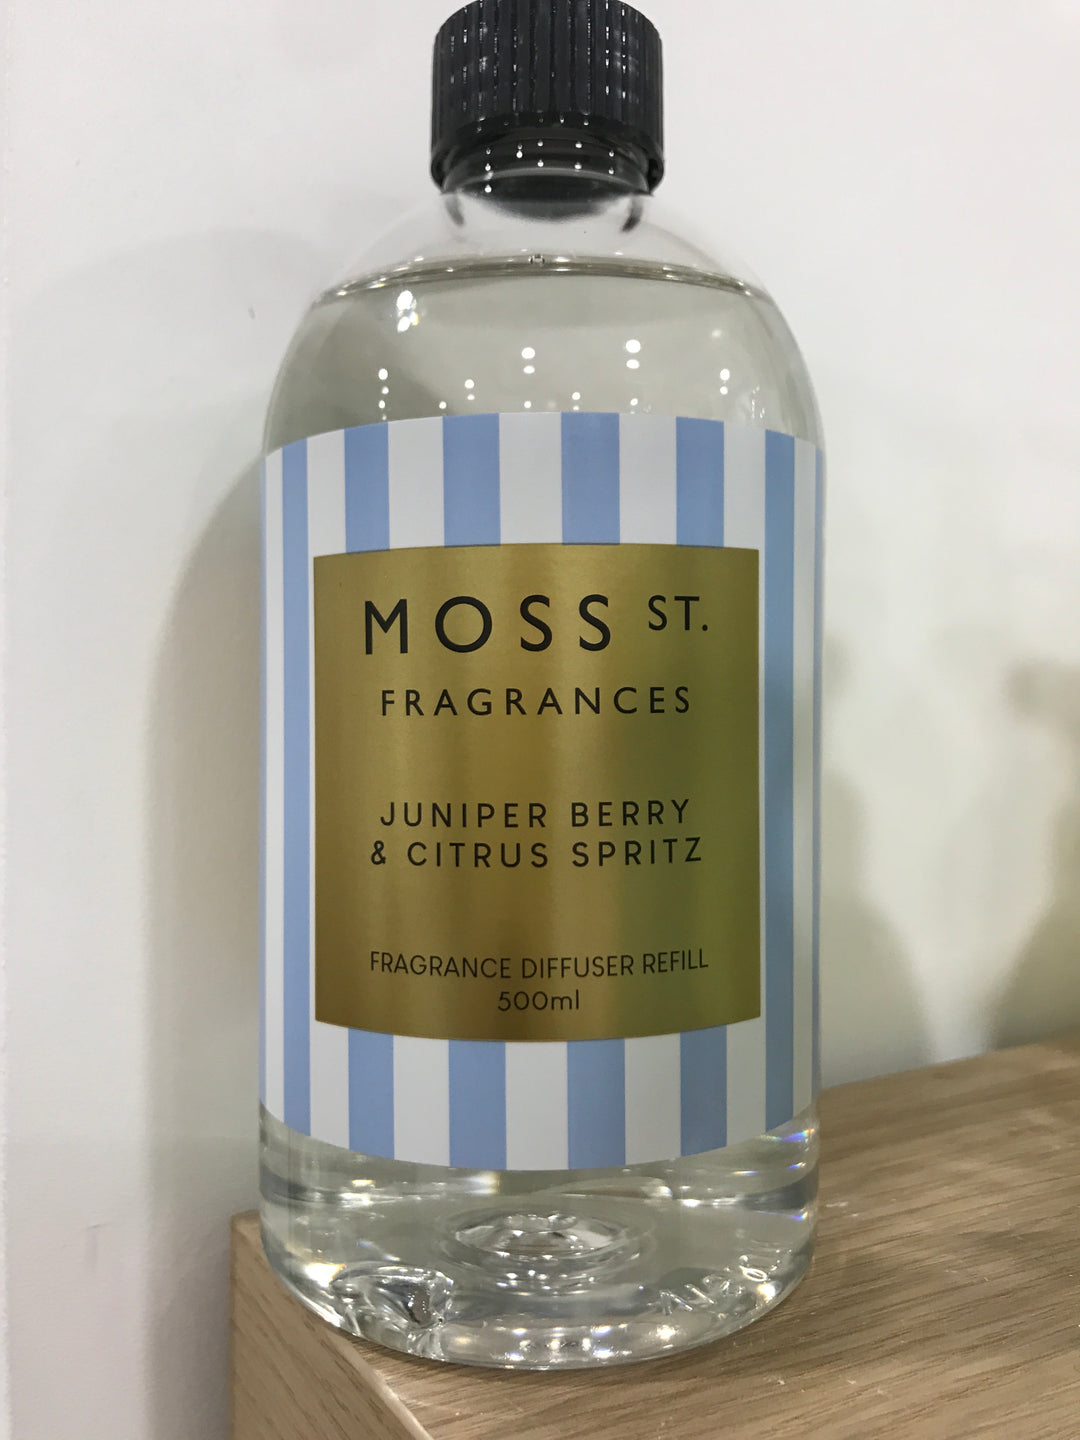 MOSS ST.
FRAGRANCES
JUNIPER BERRY
& CITRUS SPRITZ
FRAGRANCE DIFFUSER REFILL
500ml